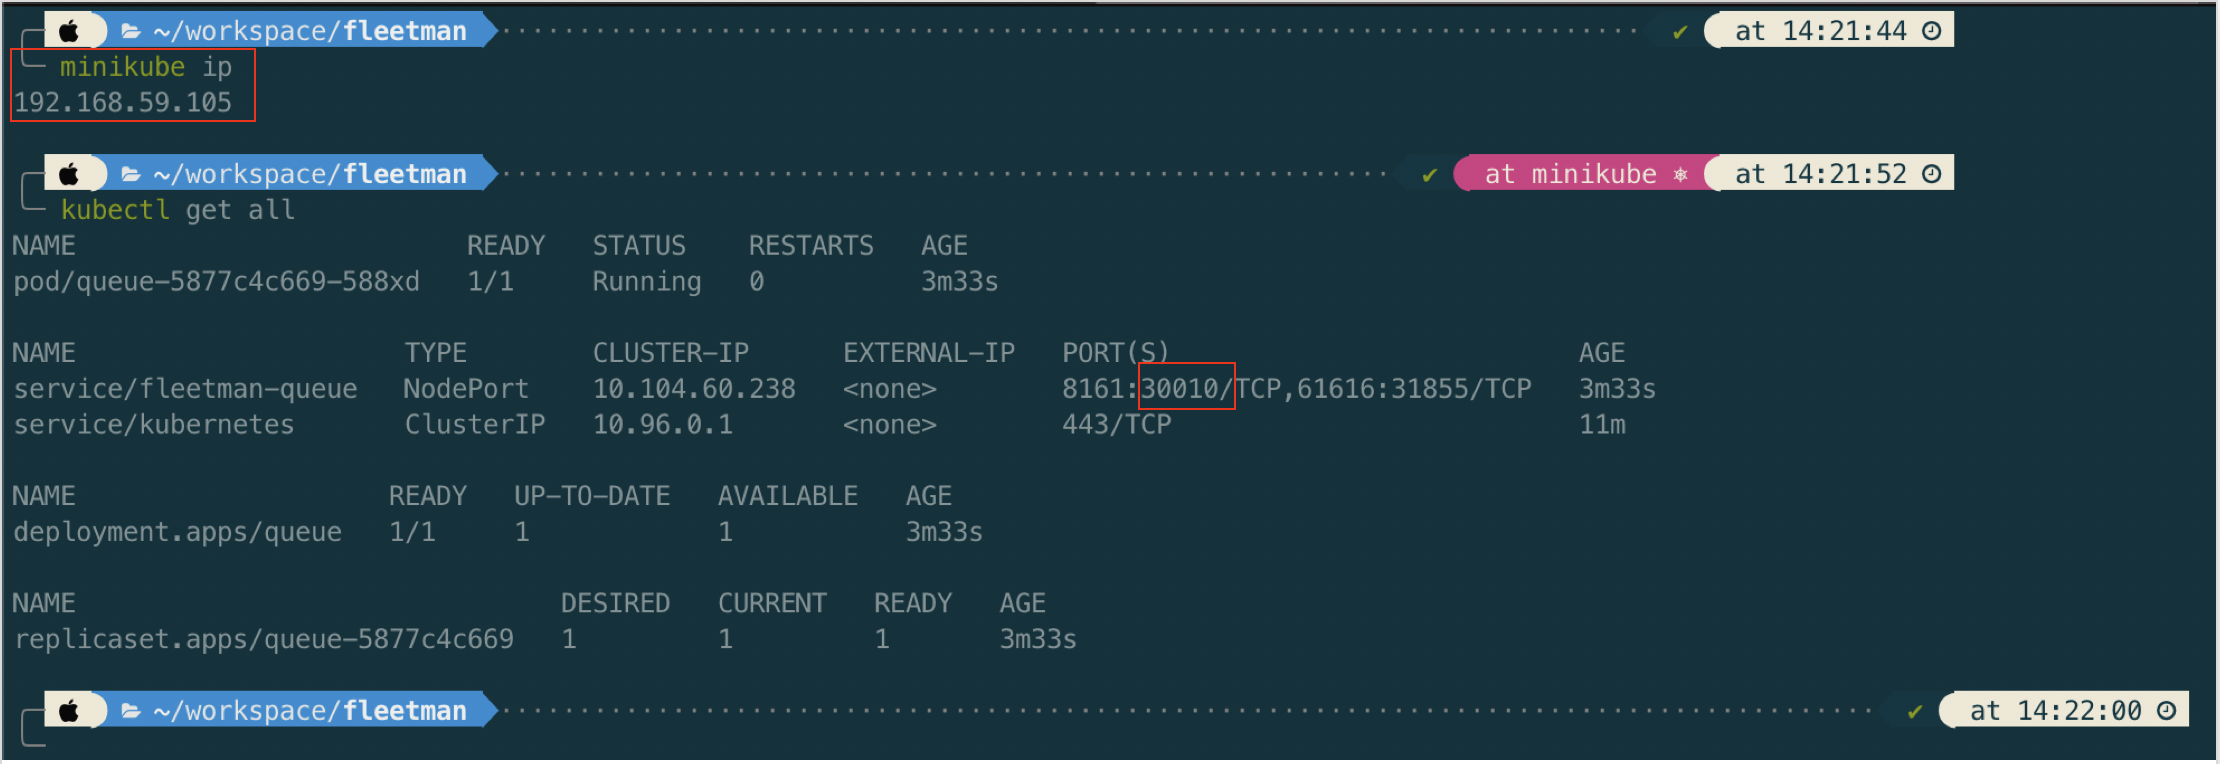 ~/workspace/fleetman ✔ at 14:21:44
minikube ip
192.168.59.105
~/workspace/fleetman ✔ at minikube ⎈ at 14:21:52
kubectl get all
NAME READY STATUS RESTARTS AGE
pod/queue-5877c4c669-588xd 1/1 Running 0 3m33s
NAME TYPE CLUSTER-IP EXTERNAL-IP PORT(S) AGE
service/fleetman-queue NodePort 10.104.60.238 <none> 8161:30010/TCP,61616:31855/TCP 3m33s
service/kubernetes ClusterIP 10.96.0.1 <none> 443/TCP 11m
NAME READY UP-TO-DATE AVAILABLE AGE
deployment.apps/queue 1/1 1 1 3m33s
NAME DESIRED CURRENT READY AGE
replicaset.apps/queue-5877c4c669 1 1 1 3m33s
~/workspace/fleetman ✔ at 14:22:00